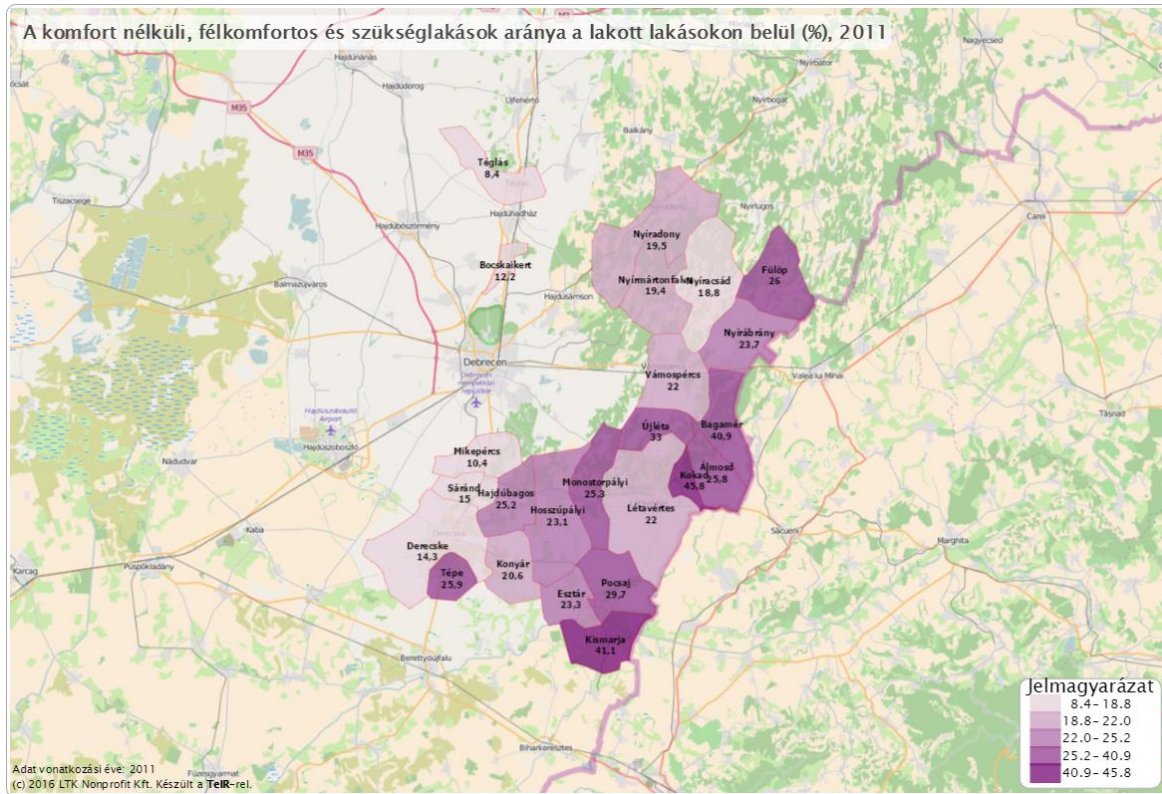 A komfort nélküli, félkomfortos és szükséglakások aránya a lakott lakásokon belül (%), 2011
Nagyecsed
Hajdúnánás
Nyírbátor
Hajdúdorog
Újfehértó
Nyírbogát
M35
Balkány
M35
Téglás
8,4
Tiszacsege
Nyírlugos
Hajdúhadház
Carei
Hajdúböszörmény
Nyíradony
19,5
Bocskaikert
12,2
Fülöp
26
Nyírmártonfalva
19,4
Nyíracsád
18,8
Balmazújváros
Hajdúsámson
Nyírábrány
23,7
Debrecen
Debrecen
nemzetközi
repülőtér
Vámospércs
22
Valea lui Mihai
Tășnad
Hajdúszoboszló
Airport
Újléta
33
Bagamér
40,9
Hajdúszoboszló
Nádudvar
Mikepércs
10,4
Álmosd
25,8
Kokad
45,8
Monostorpályi
25,3
Sáránd
15
Hajdúbagos
25,2
Hosszúpályi
23,1
Létavértes
22
Kaba
Săcueni
Marghita
Derecske
14,3
Konyár
20,6
Karcag
Püspökladány
Tépe
25,9
Pocsaj
29,7
Esztár
23,3
Kismarja
41,1
Berettyóújfalu
Biharkeresztes
Füzesgyarmat
Jelmagyarázat
8.4- 18.8
18.8- 22.0
22.0- 25.2
25.2- 40.9
40.9- 45.8
Adat vonatkozási éve: 2011
(c) 2016 LTK Nonprofit Kft. Készült a TeIR-rel.